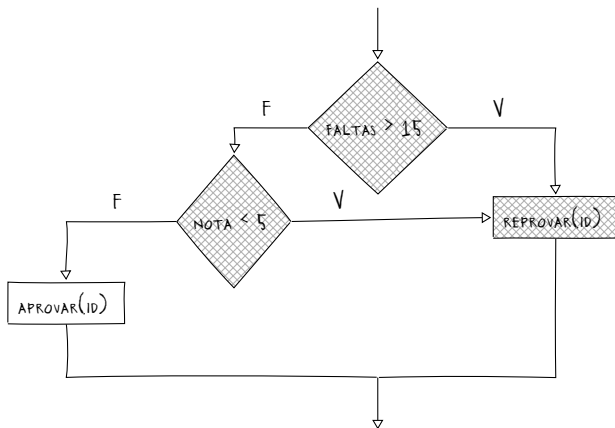 F
V
FALTAS > 15
F
V
NOTA < 5
REPROVAR(ID)
APROVAR(ID)